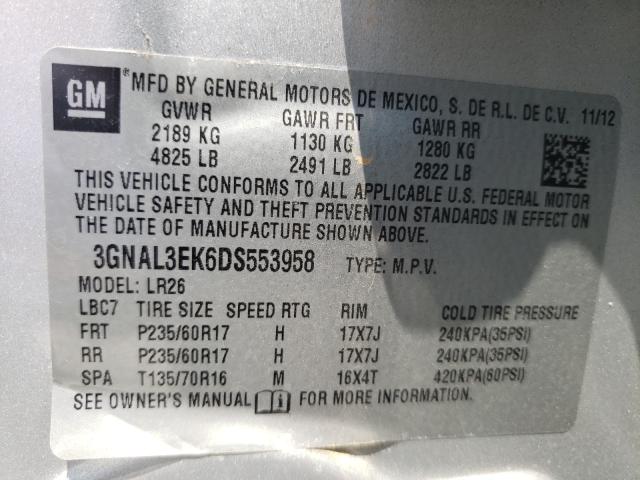 GM
®MFD BY GENERAL MOTORS DE MEXICO, S. DE R.L. DE C.V. 11/12
GVWR GAWR FRT GAWR RR
2189 KG 1130 KG 1280 KG
4825 LB 2491 LB 2822 LB
THIS VEHICLE CONFORMS TO ALL APPLICABLE U.S. FEDERAL MOTOR
VEHICLE SAFETY AND THEFT PREVENTION STANDARDS IN EFFECT ON
THE DATE OF MANUFACTURE SHOWN ABOVE.
3GNAL3EK6DS553958 TYPE: M.P.V.
MODEL: LR26
LBC7 TIRE SIZE SPEED RTG RIM COLD TIRE PRESSURE
FRT P235/60R17 H 17X7J 240KPA(35PSI)
RR P235/60R17 H 17X7J 240KPA(35PSI)
SPA T135/70R16 M 16X4T 420KPA(60PSI)
SEE OWNER'S MANUAL FOR MORE INFORMATION.